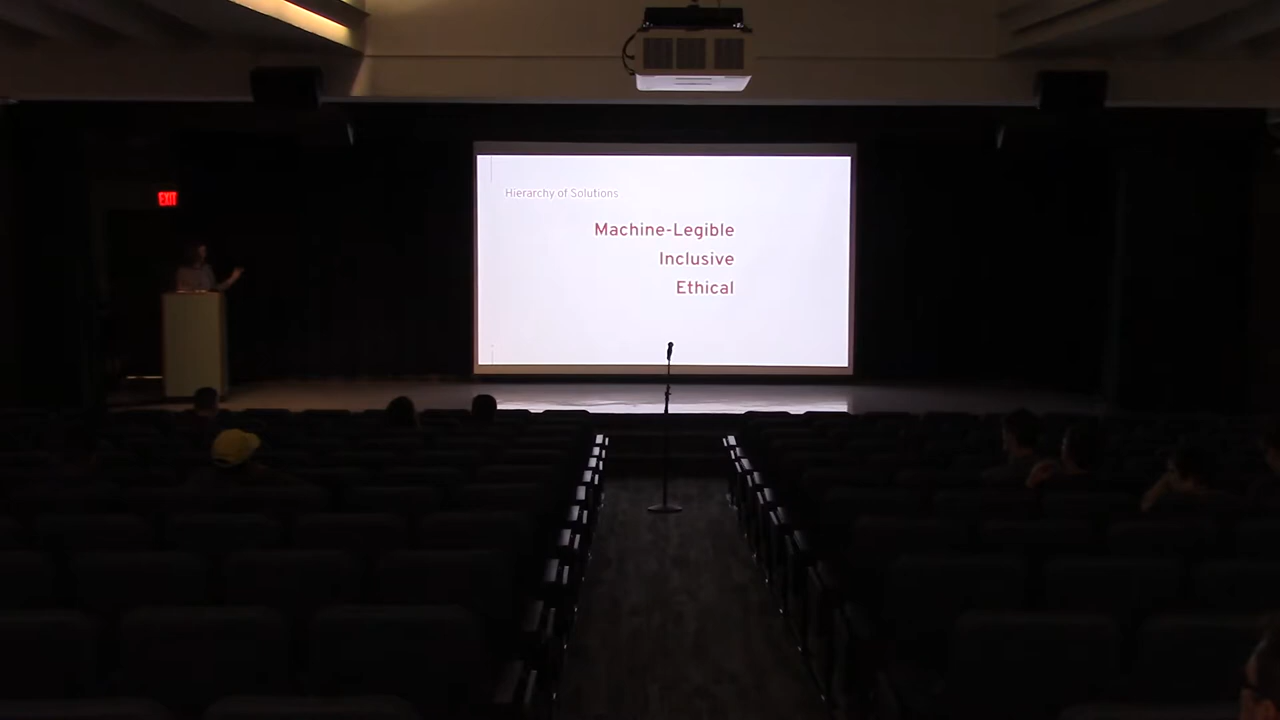 EXIT
Hierarchy of Solutions
Machine-Legible
Inclusive
Ethical